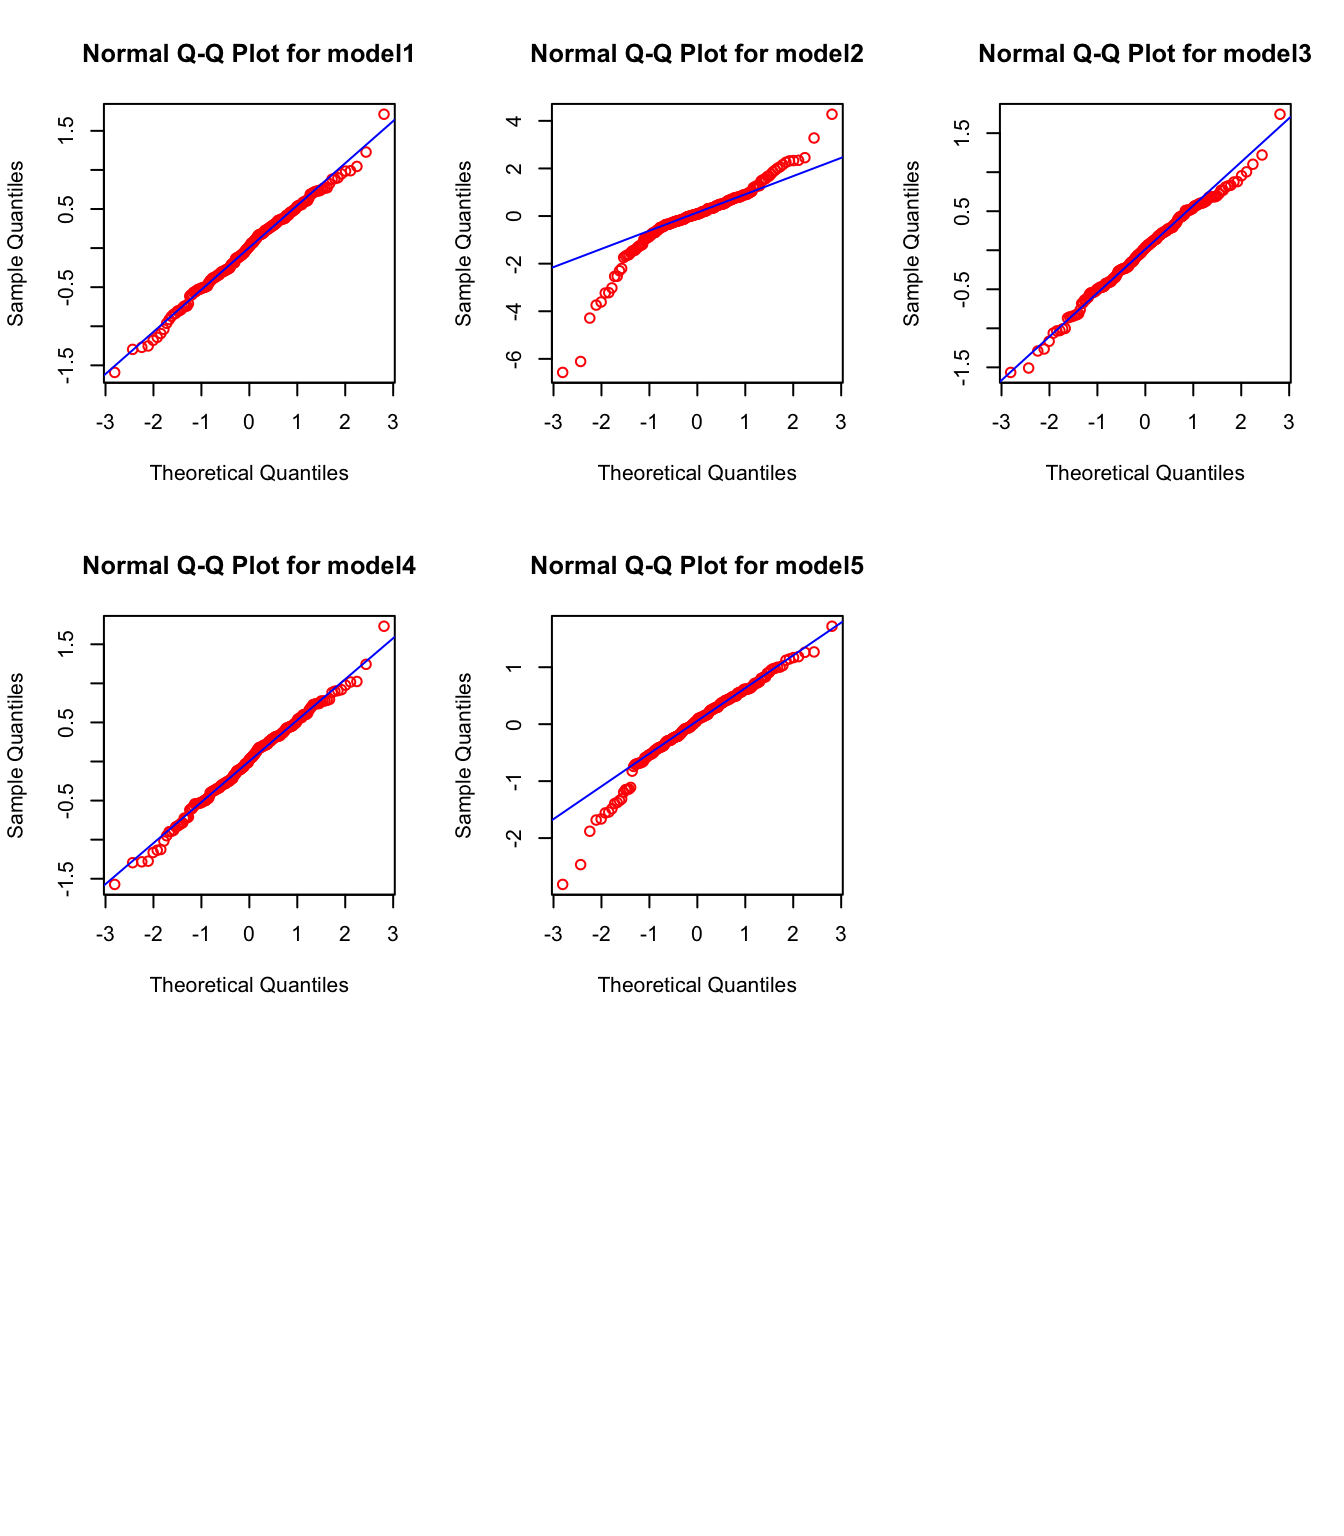 Normal Q-Q Plot for model1
Sample Quantiles
1.5
0.5
-0.5
-1.5
-3 -2 -1 0 1 2 3
Theoretical Quantiles
Normal Q-Q Plot for model2
Sample Quantiles
4
2
0
-2
-4
-6
-3 -2 -1 0 1 2 3
Theoretical Quantiles
Normal Q-Q Plot for model3
Sample Quantiles
1.5
0.5
-0.5
-1.5
-3 -2 -1 0 1 2 3
Theoretical Quantiles
Normal Q-Q Plot for model4
Sample Quantiles
1.5
0.5
-0.5
-1.5
-3 -2 -1 0 1 2 3
Theoretical Quantiles
Normal Q-Q Plot for model5
Sample Quantiles
1
0
-1
-2
-3 -2 -1 0 1 2 3
Theoretical Quantiles